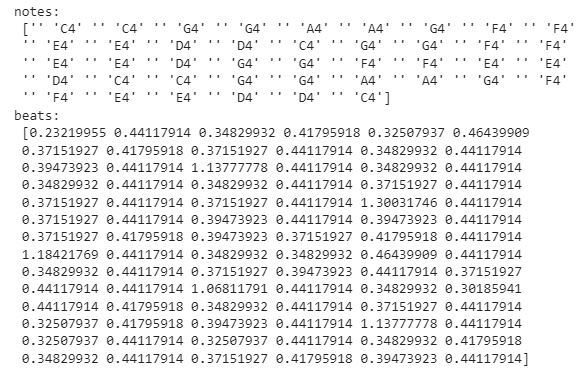 notes:
['' 'C4' '' 'C4' '' 'G4' '' 'G4' '' 'A4' '' 'A4' '' 'G4' '' 'F4' '' 'F4'
'' 'E4' '' 'E4' '' 'D4' '' 'D4' '' 'C4' '' 'G4' '' 'G4' '' 'F4' '' 'F4'
'' 'E4' '' 'E4' '' 'D4' '' 'G4' '' 'G4' '' 'F4' '' 'F4' '' 'E4' '' 'E4'
'' 'D4' '' 'C4' '' 'C4' '' 'G4' '' 'G4' '' 'A4' '' 'A4' '' 'G4' '' 'F4'
'' 'F4' '' 'E4' '' 'E4' '' 'D4' '' 'D4' '' 'C4']
beats:
[0.23219955 0.44117914 0.34829932 0.41795918 0.32507937 0.46439909
0.37151927 0.41795918 0.37151927 0.44117914 0.34829932 0.44117914
0.39473923 0.44117914 1.13777778 0.44117914 0.34829932 0.44117914
0.34829932 0.44117914 0.34829932 0.44117914 0.37151927 0.44117914
0.37151927 0.44117914 0.37151927 0.44117914 1.30031746 0.44117914
0.37151927 0.44117914 0.39473923 0.44117914 0.39473923 0.44117914
0.37151927 0.41795918 0.39473923 0.37151927 0.41795918 0.44117914
1.18421769 0.44117914 0.34829932 0.34829932 0.46439909 0.44117914
0.34829932 0.44117914 0.37151927 0.39473923 0.44117914 0.37151927
0.44117914 0.44117914 1.06811791 0.44117914 0.34829932 0.30185941
0.44117914 0.41795918 0.34829932 0.44117914 0.37151927 0.44117914
0.32507937 0.41795918 0.39473923 0.44117914 1.13777778 0.44117914
0.32507937 0.44117914 0.32507937 0.44117914 0.34829932 0.41795918
0.34829932 0.44117914 0.37151927 0.41795918 0.39473923 0.44117914]